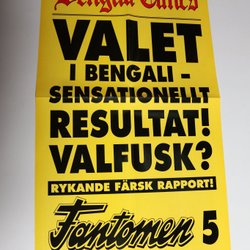 Bengali Times
VALET
I BENGALI -
SENSATIONELLT
RESULTAT!
VALFUSK?
RYKANDE FÄRSK RAPPORT!
Fantomen 5